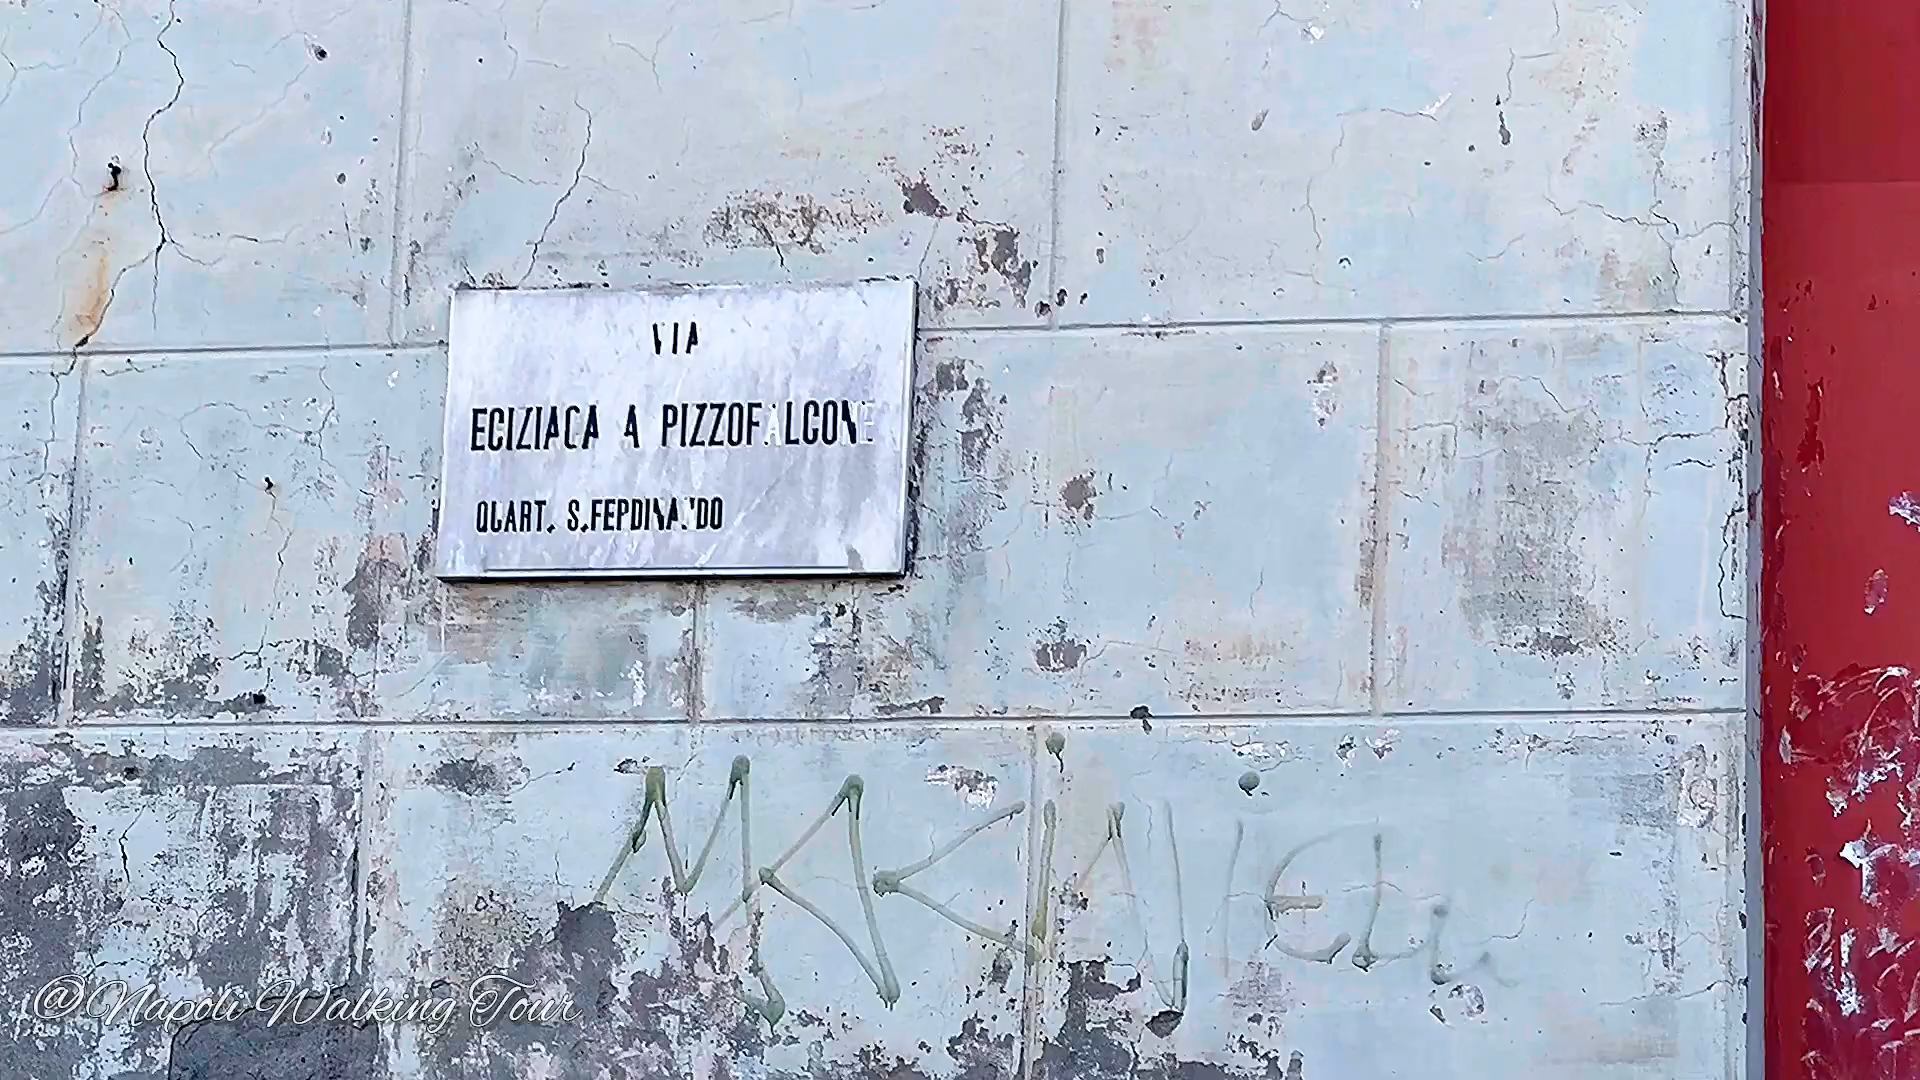 VIA
EGIZIACA A PIZZOFALCONE
QUART. S.FERDINANDO
@Napoli Walking Tour